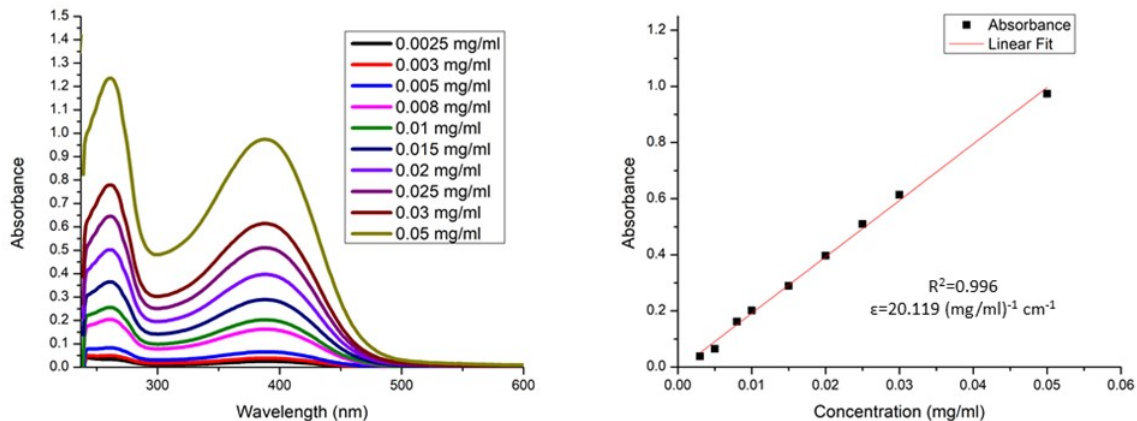 1.5
1.4
1.3
1.2
1.1
1.0
0.9
0.8
0.7
0.6
0.5
0.4
0.3
0.2
0.1
0.0
Absorbance
300
400
500
600
Wavelength (nm)
0.0025 mg/ml
0.003 mg/ml
0.005 mg/ml
0.008 mg/ml
0.01 mg/ml
0.015 mg/ml
0.02 mg/ml
0.025 mg/ml
0.03 mg/ml
0.05 mg/ml
1.2
1.0
0.8
0.6
0.4
0.2
0.0
Absorbance
0.00
0.01
0.02
0.03
0.04
0.05
0.06
Concentration (mg/ml)
Absorbance
Linear Fit
R²=0.996
ε=20.119 (mg/ml)⁻¹ cm⁻¹